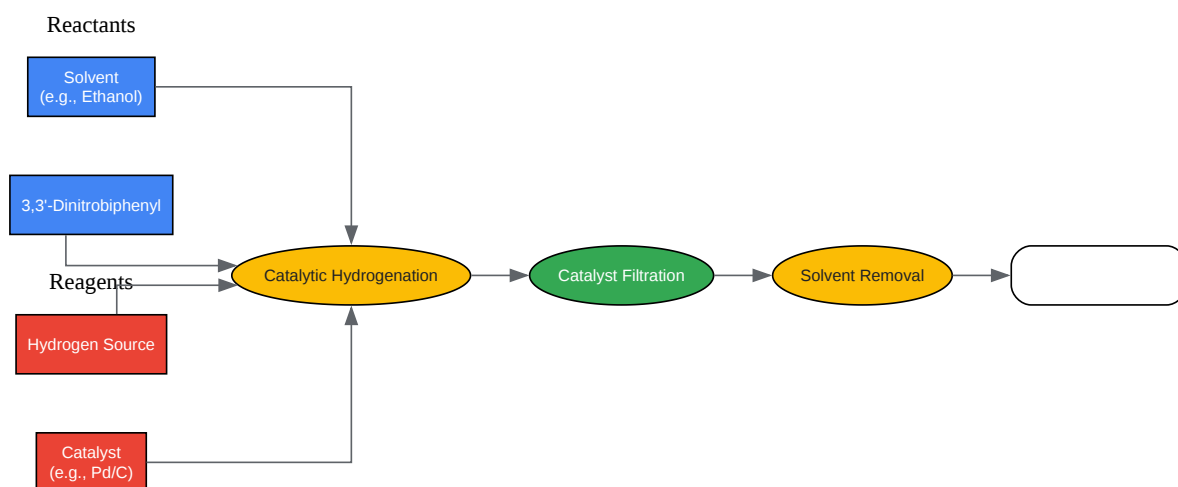 Reactants
Solvent
(e.g., Ethanol)
3,3'-Dinitrobiphenyl
Reagents
Hydrogen Source
Catalyst
(e.g., Pd/C)
Catalytic Hydrogenation
Catalyst Filtration
Solvent Removal